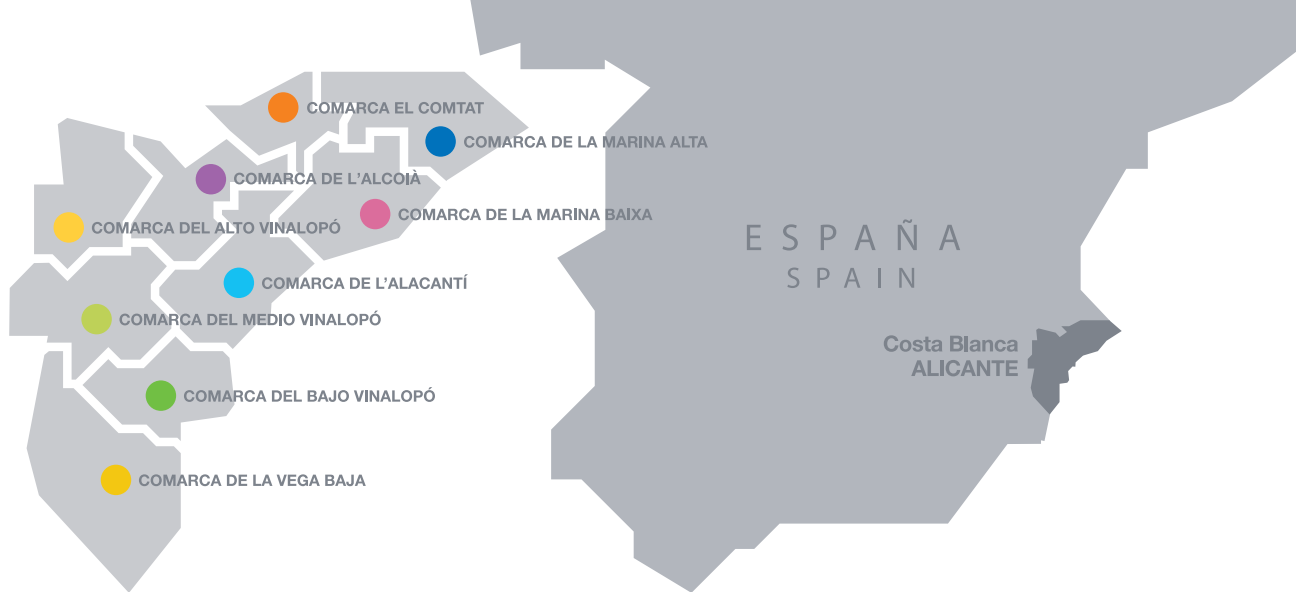 COMARCA EL COMTAT
COMARCA DE LA MARINA ALTA
COMARCA DE L'ALCOIÀ
COMARCA DE LA MARINA BAIXA
COMARCA DEL ALTO VINALOPÓ
COMARCA DE L'ALACANTÍ
COMARCA DEL MEDIO VINALOPÓ
COMARCA DEL BAJO VINALOPÓ
COMARCA DE LA VEGA BAJA
ESPAÑA
SPAIN
Costa Blanca
ALICANTE